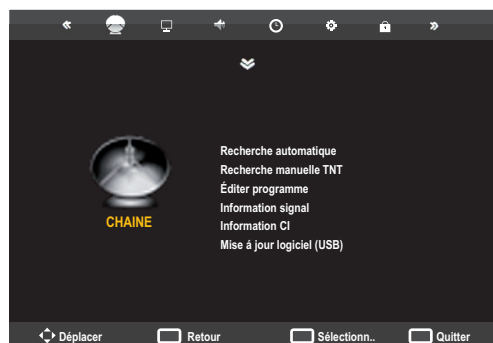 Recherche automatique
Recherche manuelle TNT
Éditer programme
Information signal
Information CI
Mise á jour logiciel (USB)
CHAINE
Déplacer Retour Sélectionn.. Quitter